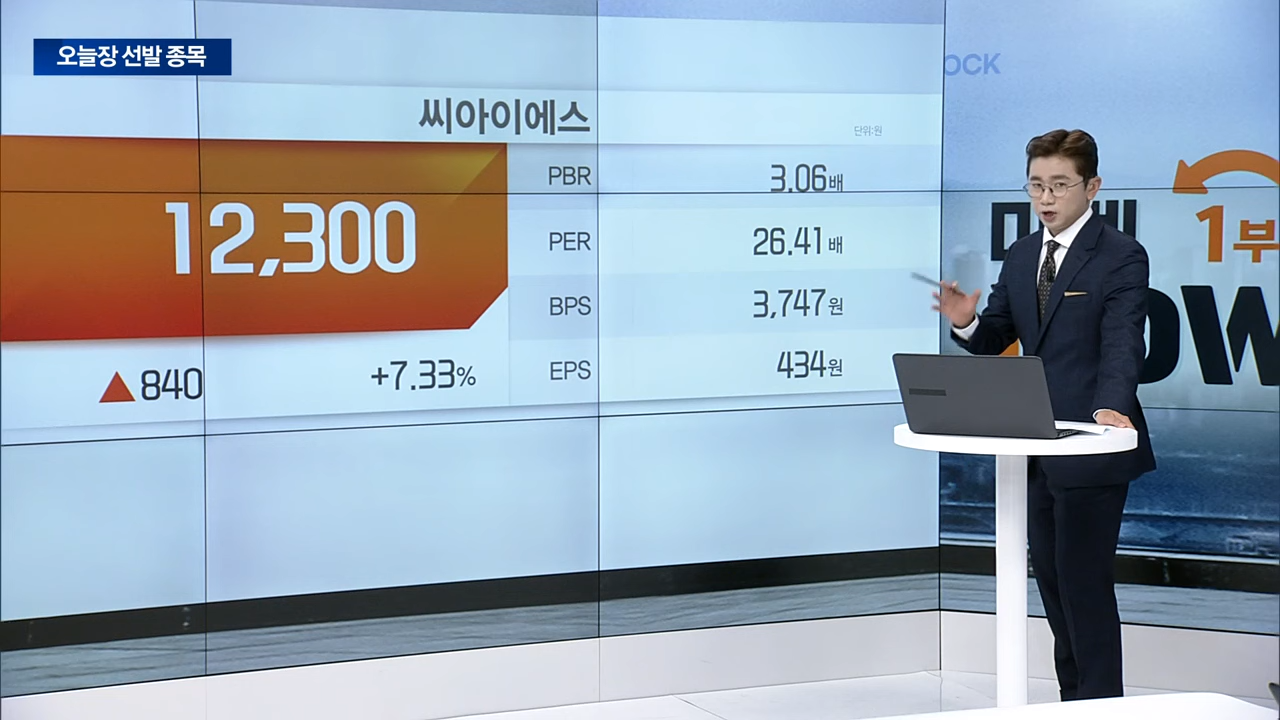 오늘장 선발 종목
OCK
씨아이에스
단위:원
12,300
▲840 +7.33%
PBR 3.06배
PER 26.41배
BPS 3,747원
EPS 434원
1부
OW